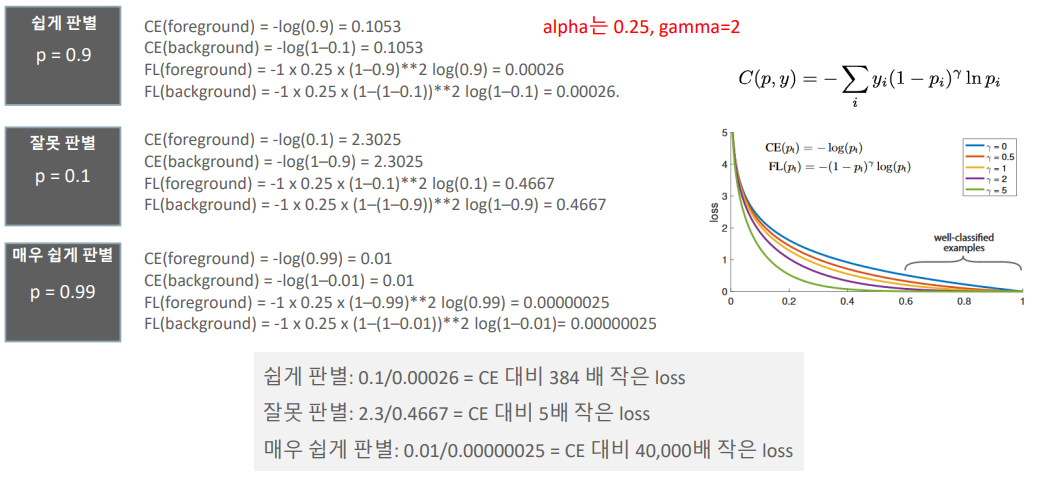 쉽게 판별
p = 0.9
CE(foreground) = -log(0.9) = 0.1053
CE(background) = -log(1–0.1) = 0.1053
FL(foreground) = -1 x 0.25 x (1–0.9)**2 log(0.9) = 0.00026
FL(background) = -1 x 0.25 x (1–(1–0.1))**2 log(1–0.1) = 0.00026.
alpha는 0.25, gamma=2
C(p, y) = − ∑_i y_i(1 − p_i)^γ ln p_i
잘못 판별
p = 0.1
CE(foreground) = -log(0.1) = 2.3025
CE(background) = -log(1–0.9) = 2.3025
FL(foreground) = -1 x 0.25 x (1–0.1)**2 log(0.1) = 0.4667
FL(background) = -1 x 0.25 x (1–(1–0.9))**2 log(1–0.9) = 0.4667
매우 쉽게 판별
p = 0.99
CE(foreground) = -log(0.99) = 0.01
CE(background) = -log(1–0.01) = 0.01
FL(foreground) = -1 x 0.25 x (1–0.99)**2 log(0.99) = 0.00000025
FL(background) = -1 x 0.25 x (1–(1–0.01))**2 log(1–0.01)= 0.00000025
CE(p_t) = − log(p_t)
FL(p_t) = −(1 − p_t)^γ log(p_t)
γ = 0
γ = 0.5
γ = 1
γ = 2
γ = 5
well-classified
examples
loss
5
4
3
2
1
0
0 0.2 0.4 0.6 0.8 1
쉽게 판별: 0.1/0.00026 = CE 대비 384 배 작은 loss
잘못 판별: 2.3/0.4667 = CE 대비 5배 작은 loss
매우 쉽게 판별: 0.01/0.00000025 = CE 대비 40,000배 작은 loss